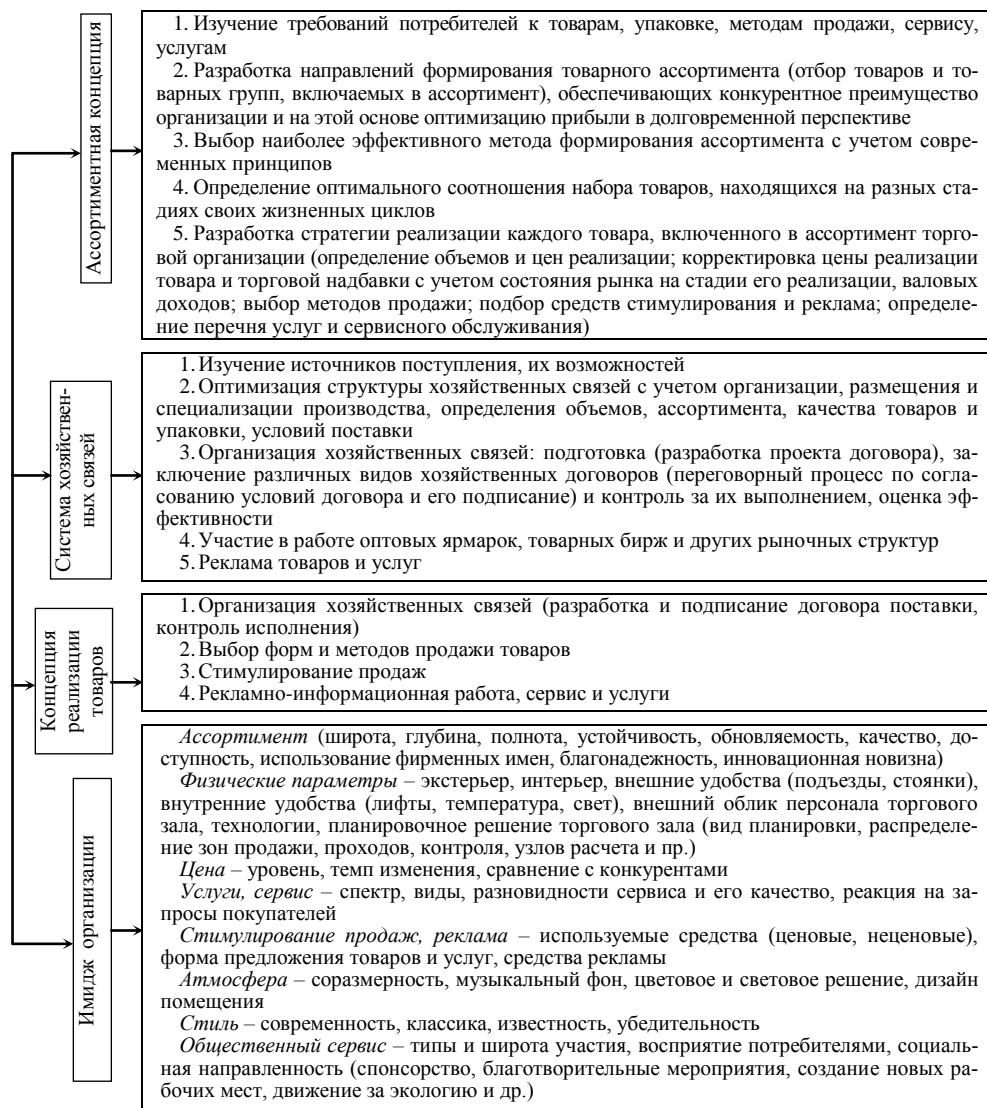 Ассортиментная концепция
1. Изучение требований потребителей к товарам, упаковке, методам продажи, сервису,
услугам
2. Разработка направлений формирования товарного ассортимента (отбор товаров и то-
варных групп, включаемых в ассортимент), обеспечивающих конкурентное преимущество
организации и на этой основе оптимизацию прибыли в долговременной перспективе
3. Выбор наиболее эффективного метода формирования ассортимента с учетом совре-
менных принципов
4. Определение оптимального соотношения набора товаров, находящихся на разных ста-
диях своих жизненных циклов
5. Разработка стратегии реализации каждого товара, включенного в ассортимент торго-
вой организации (определение объемов и цен реализации; корректировка цены реализации
товара и торговой надбавки с учетом состояния рынка на стадии его реализации, валовых
доходов; выбор методов продажи; подбор средств стимулирования и реклама; определе-
ние перечня услуг и сервисного обслуживания)
Система хозяйствен-
ных связей
1. Изучение источников поступления, их возможностей
2. Оптимизация структуры хозяйственных связей с учетом организации, размещения и
специализации производства, определения объемов, ассортимента, качества товаров и
упаковки, условий поставки
3. Организация хозяйственных связей: подготовка (разработка проекта договора), за-
ключение различных видов хозяйственных договоров (переговорный процесс по согла-
сованию условий договора и его подписание) и контроль за их выполнением, оценка эф-
фективности
4. Участие в работе оптовых ярмарок, товарных бирж и других рыночных структур
5. Реклама товаров и услуг
Концепция
реализации
товаров
1. Организация хозяйственных связей (разработка и подписание договора поставки,
контроль исполнения)
2. Выбор форм и методов продажи товаров
3. Стимулирование продаж
4. Рекламно-информационная работа, сервис и услуги
Имидж организации
Ассортимент (широта, глубина, полнота, устойчивость, обновляемость, качество, до-
ступность, использование фирменных имен, благонадежность, инновационная новизна)
Физические параметры – экстерьер, интерьер, внешние удобства (подъезды, стоянки),
внутренние удобства (лифты, температура, свет), внешний облик персонала торгового
зала, технологии, планировочное решение торгового зала (вид планировки, распределе-
ние зон продажи, проходов, контроля, узлов расчета и пр.)
Цена – уровень, темп изменения, сравнение с конкурентами
Услуги, сервис – спектр, виды, разновидности сервиса и его качество, реакция на за-
просы покупателей
Стимулирование продаж, реклама – используемые средства (ценовые, неценовые),
форма предложения товаров и услуг, средства рекламы
Атмосфера – соразмерность, музыкальный фон, цветовое и световое решение, дизайн
помещения
Стиль – современность, классика, известность, убедительность
Общественный сервис – типы и широта участия, восприятие потребителями, социаль-
ная направленность (спонсорство, благотворительные мероприятия, создание новых ра-
бочих мест, движение за экологию и др.)